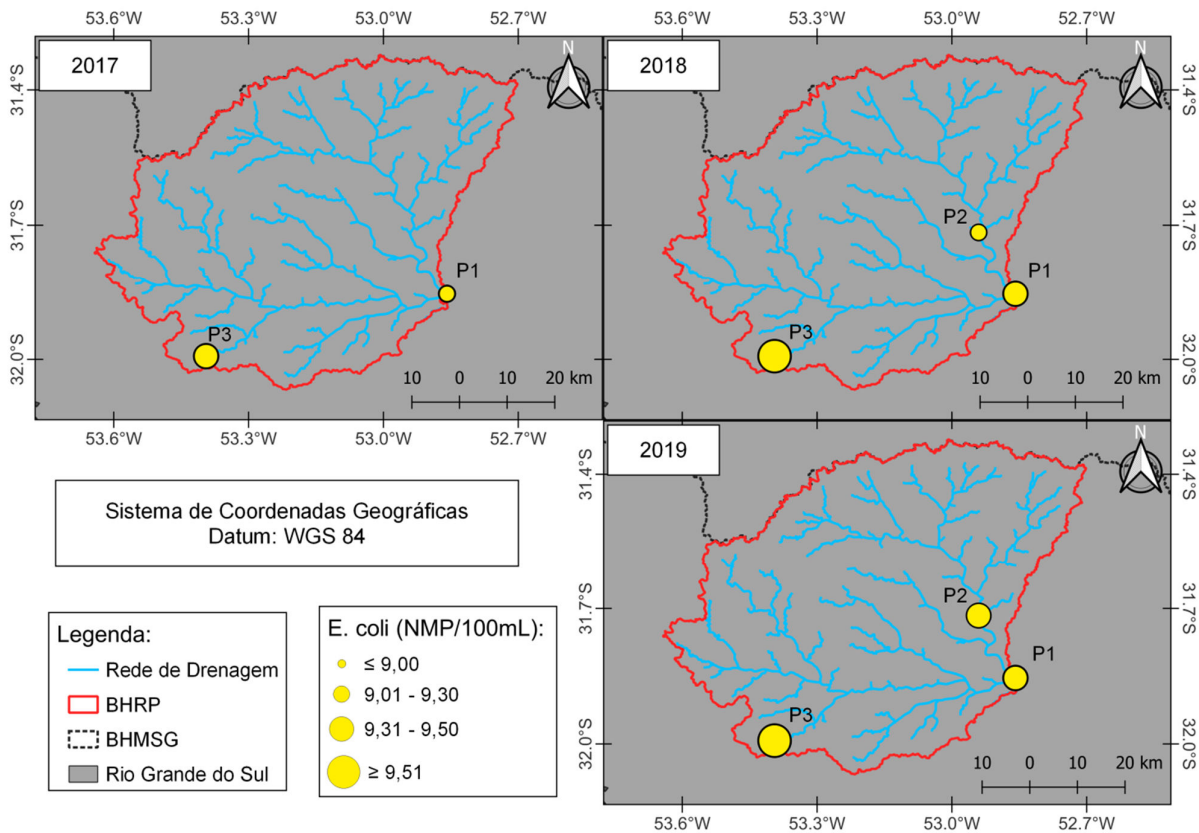 53.6°W 53.3°W 53.0°W 52.7°W 53.6°W 53.3°W 53.0°W 52.7°W
2017
N
31.4°S
31.7°S
32.0°S
P1
P3
10 0 10 20 km
53.6°W 53.3°W 53.0°W 52.7°W
2018
N
31.4°S
31.7°S
32.0°S
P2
P1
P3
10 0 10 20 km
2019
N
31.4°S
31.4°S
31.7°S
31.7°S
32.0°S
32.0°S
P2
P1
P3
10 0 10 20 km
53.6°W 53.3°W 53.0°W 52.7°W
Sistema de Coordenadas Geográficas
Datum: WGS 84
Legenda:
Rede de Drenagem
BHRP
BHMSG
Rio Grande do Sul
E. coli (NMP/100mL):
≤ 9,00
9,01 - 9,30
9,31 - 9,50
≥ 9,51